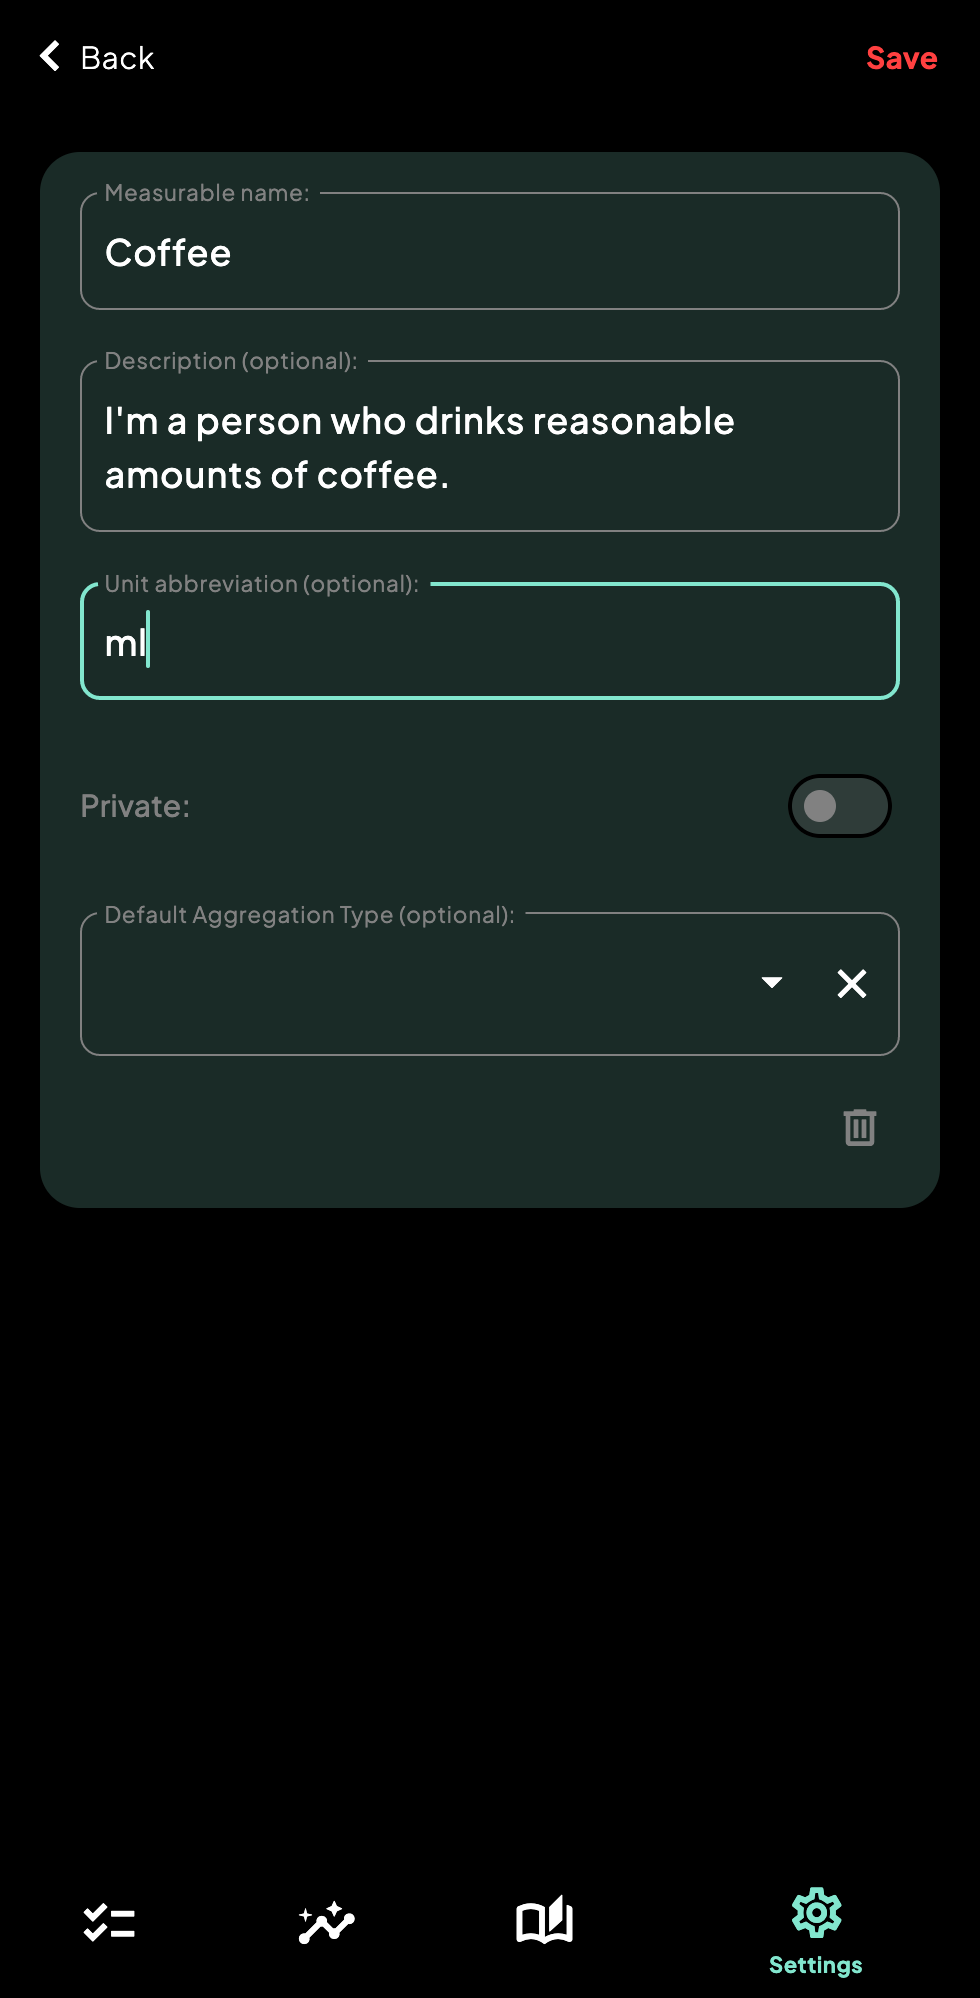 Back
Save
Measurable name:
Coffee
Description (optional):
I'm a person who drinks reasonable
amounts of coffee.
Unit abbreviation (optional):
ml
Private:
Default Aggregation Type (optional):
Settings